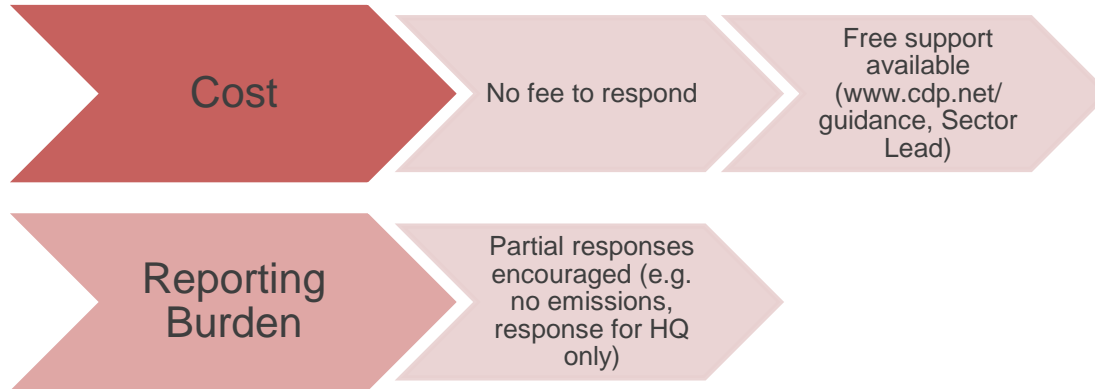 Cost
No fee to respond
Free support
available
(www.cdp.net/
guidance, Sector
Lead)
Reporting
Burden
Partial responses
encouraged (e.g.
no emissions,
response for HQ
only)